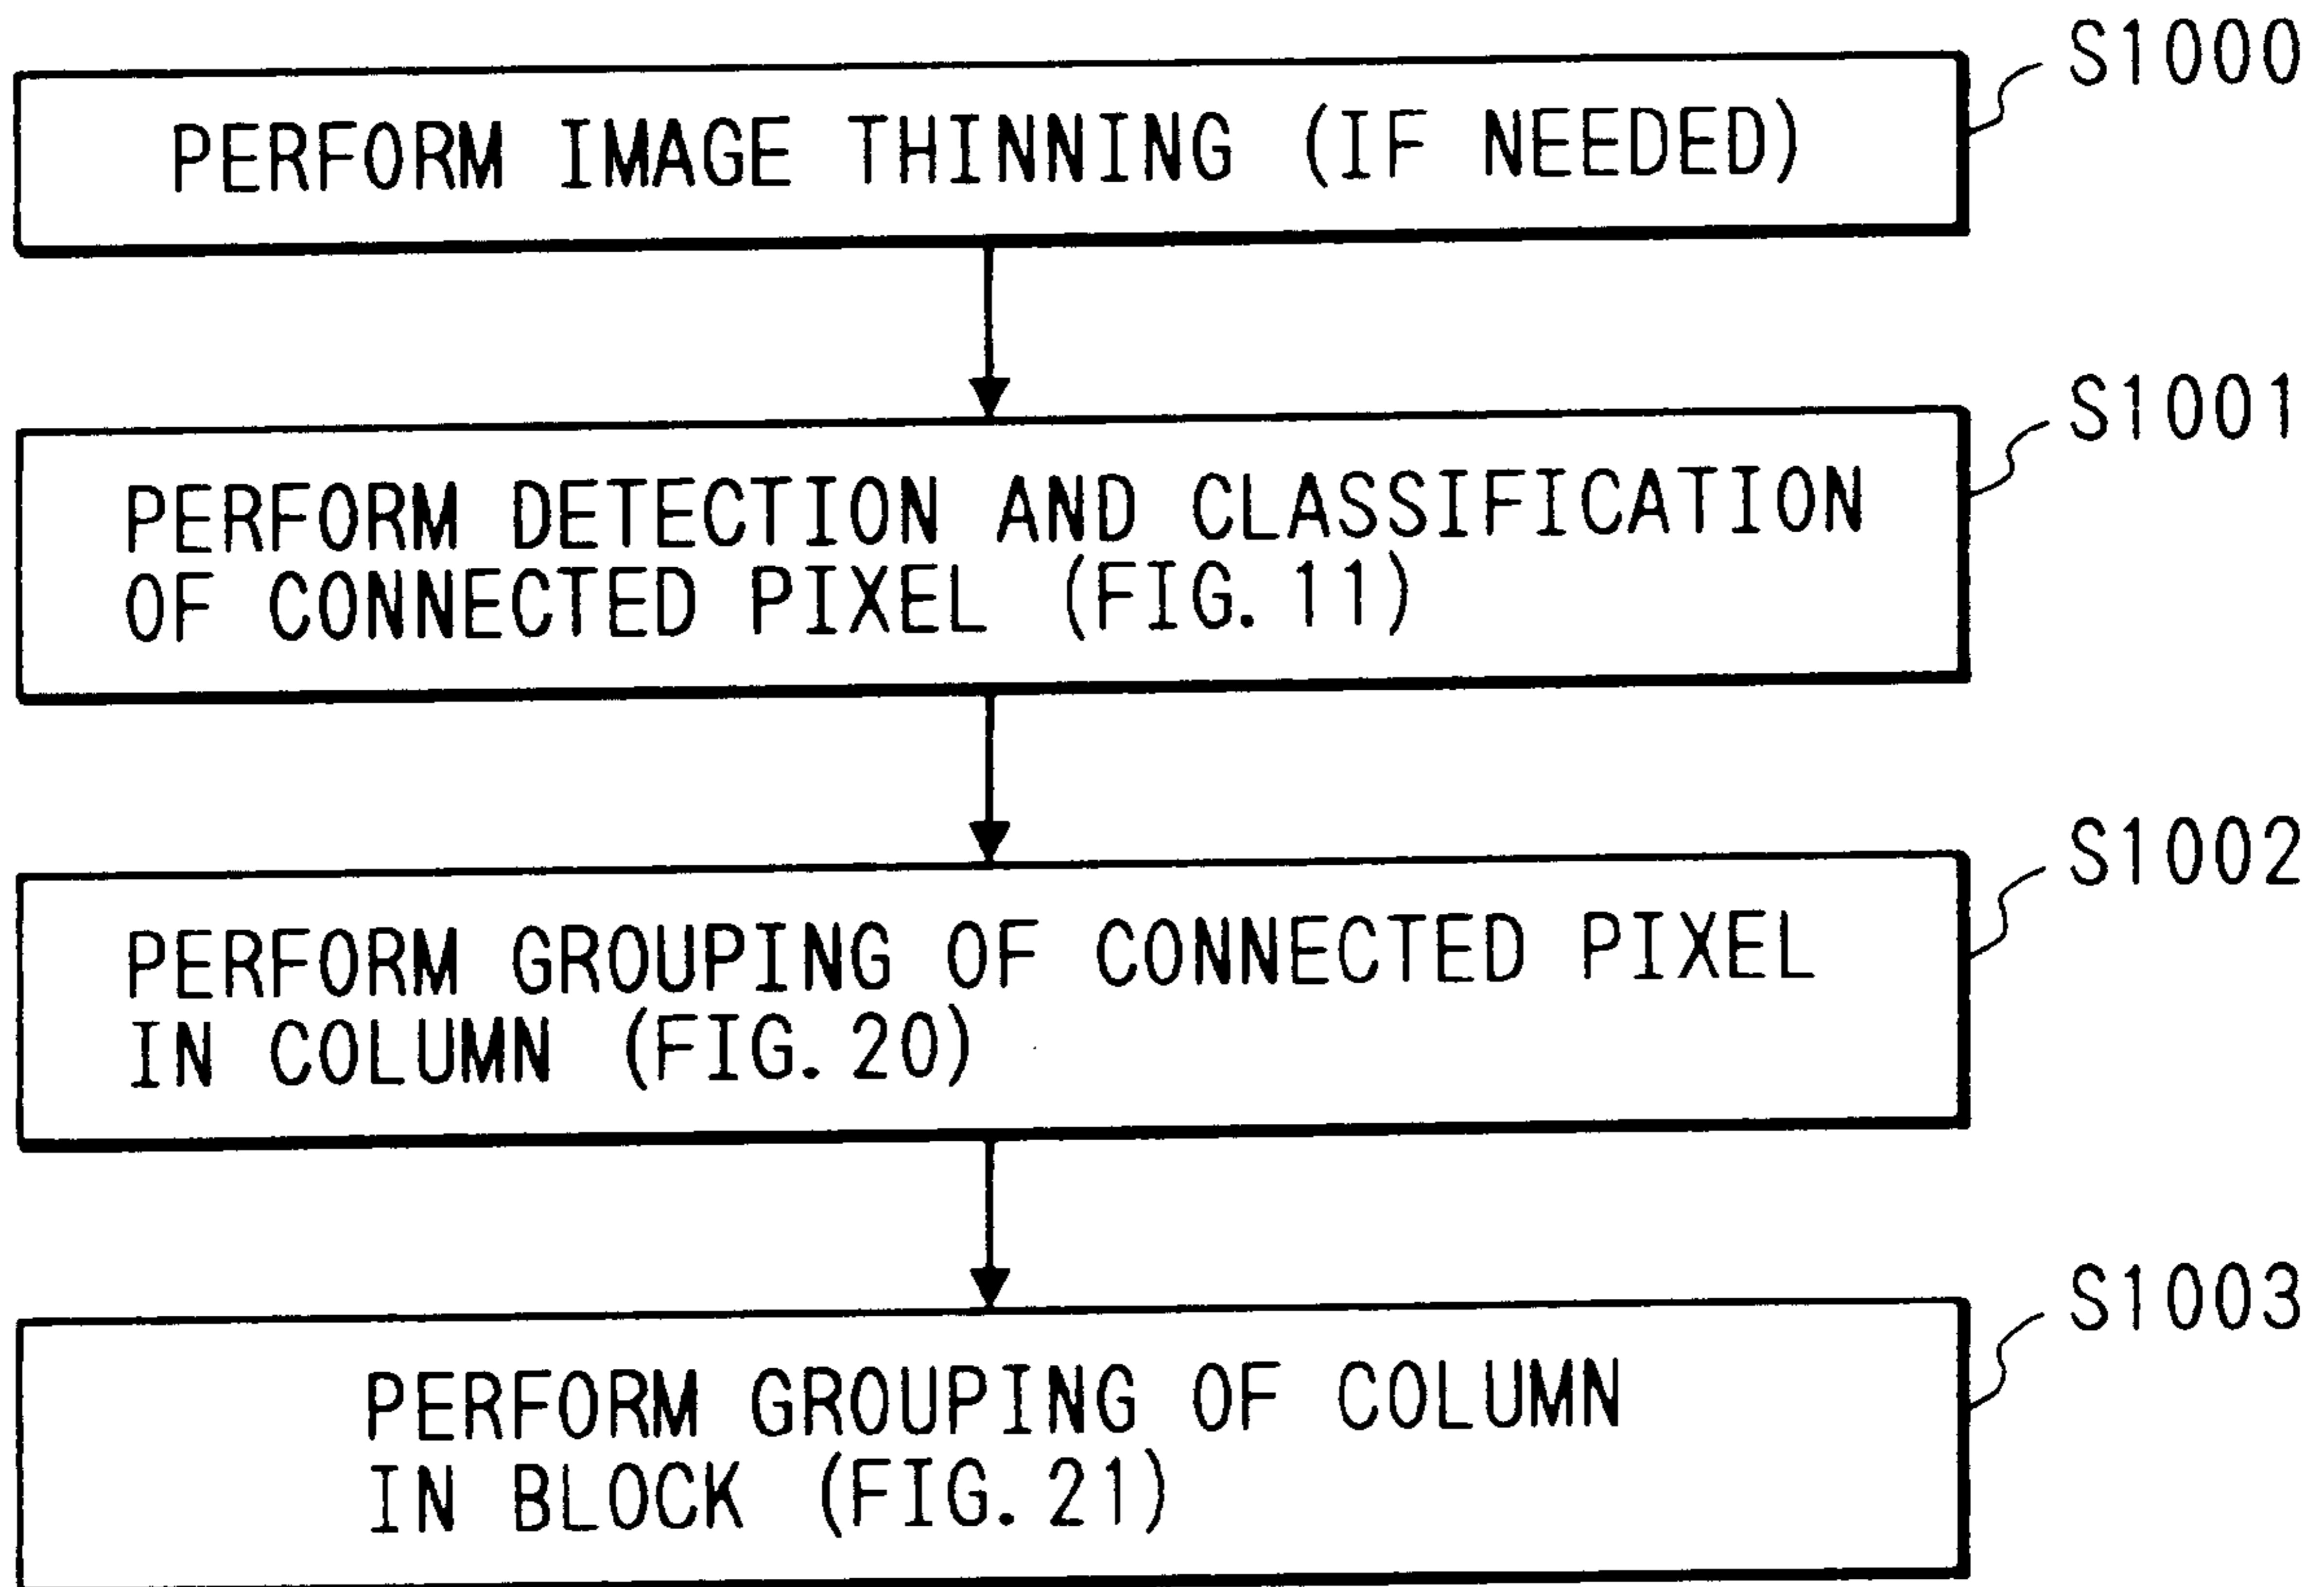 S1000
PERFORM IMAGE THINNING (IF NEEDED)
S1001
PERFORM DETECTION AND CLASSIFICATION
OF CONNECTED PIXEL (FIG. 11)
S1002
PERFORM GROUPING OF CONNECTED PIXEL
IN COLUMN (FIG. 20)
S1003
PERFORM GROUPING OF COLUMN
IN BLOCK (FIG. 21)